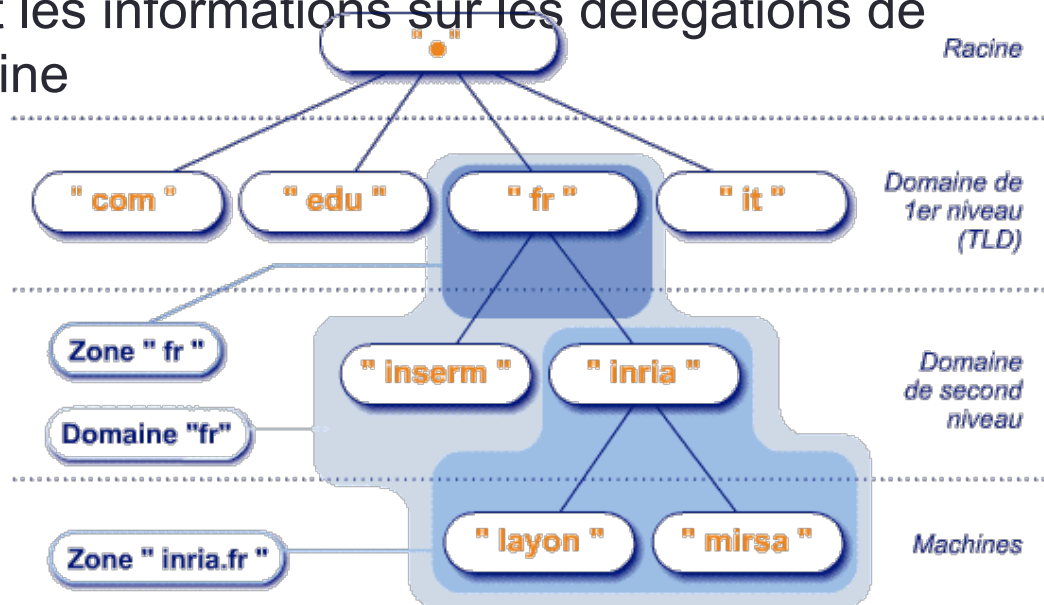 les informations sur les délégations de
ine
" • "
Racine
" com "
" edu "
" fr "
" it "
Domaine de
1er niveau
(TLD)
Zone " fr "
" inserm "
" inria "
Domaine
de second
niveau
Domaine "fr"
" layon "
" mirsa "
Machines
Zone " inria.fr "